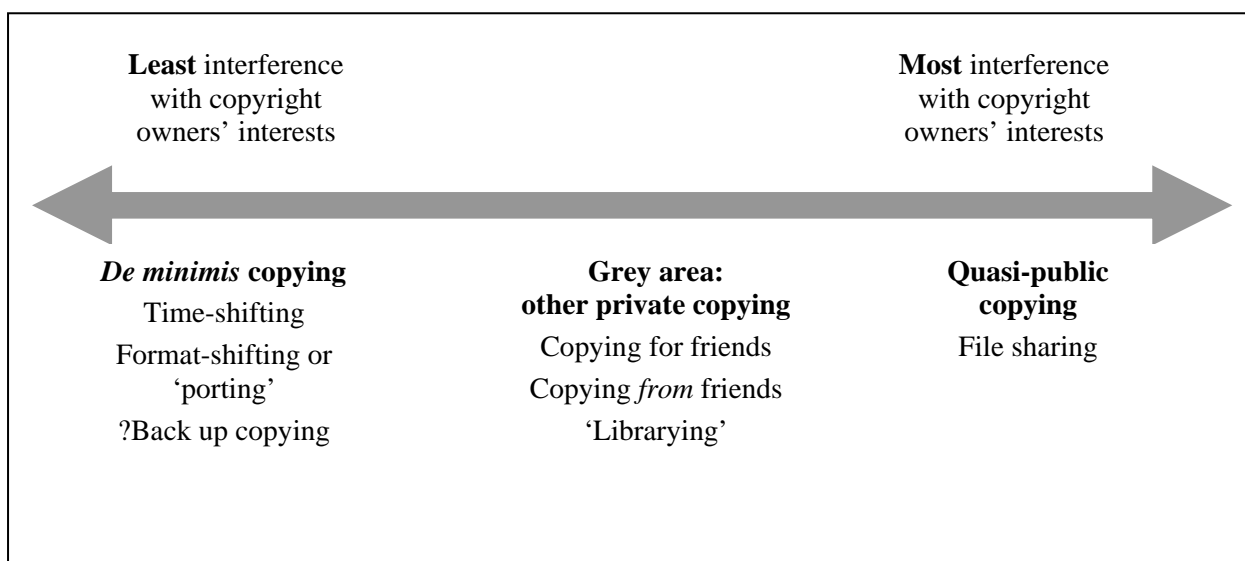 Least interference
with copyright
owners’ interests
Most interference
with copyright
owners’ interests
De minimis copying
Time-shifting
Format-shifting or
‘porting’
?Back up copying
Grey area:
other private copying
Copying for friends
Copying from friends
‘Librarying’
Quasi-public
copying
File sharing